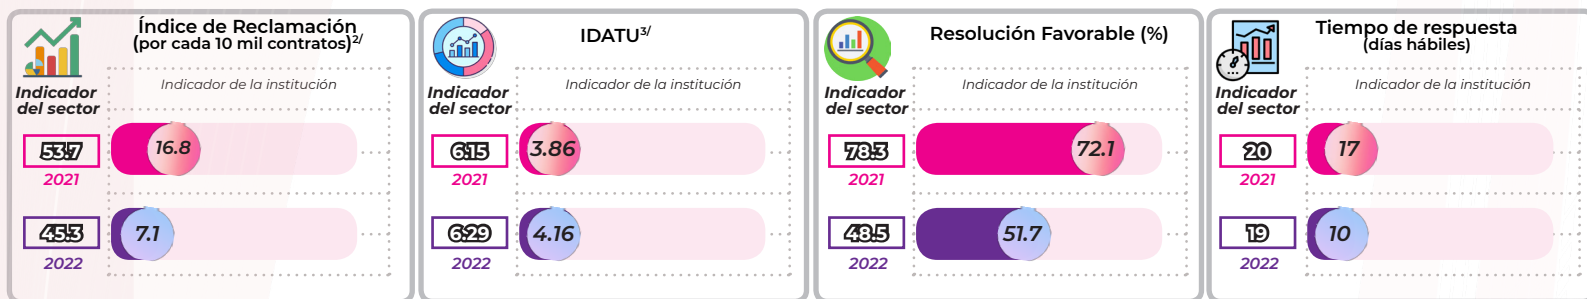 Índice de Reclamación
(por cada 10 mil contratos)2/
Indicador de la institución
Indicador
del sector
53.7
16.8
2021
45.3
7.1
2022
IDATU3/
Indicador de la institución
Indicador
del sector
6.15
3.86
2021
6.29
4.16
2022
Resolución Favorable (%)
Indicador de la institución
Indicador
del sector
78.3
72.1
2021
48.5
51.7
2022
Tiempo de respuesta
(días hábiles)
Indicador de la institución
Indicador
del sector
20
17
2021
19
10
2022